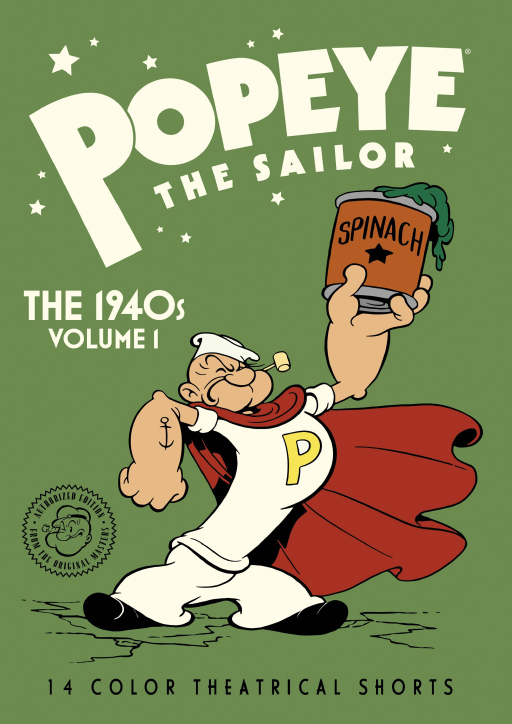 POPEYE®
THE SAILOR
SPINACH
THE 1940s
VOLUME 1
P
AUTHORIZED EDITION
FROM THE ORIGINAL MASTERS
14 COLOR THEATRICAL SHORTS